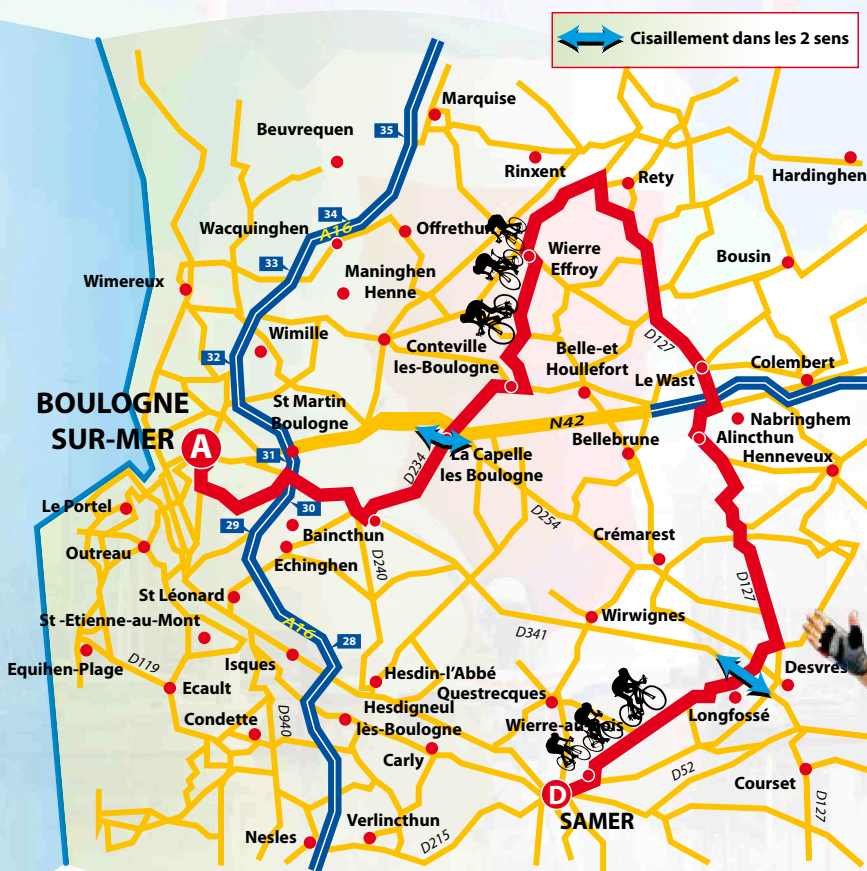 Cisaillement dans les 2 sens
Marquise
35
Beuvrequen
Rinxent
Rety
Hardinghen
34
Wacquinghen
A16
Offrethun
Wierre
Effroy
Bousin
33
Maninghen
Henne
Wimereux
Wimille
32
Conteville
les-Boulogne
Belle-et
Houllefort
D127
Le Wast
Colembert
BOULOGNE
SUR-MER
A
St Martin
Boulogne
N42
Nabringhem
Alincthun
Henneveux
31
La Capelle
les Boulogne
Bellebrune
D234
Le Portel
30
29
Baincthun
D254
Crémarest
Outreau
Echinghen
D240
D127
St Léonard
St -Etienne-au-Mont
A16
28
D341
Wirwignes
Equihen-Plage
D119
Isques
Ecault
Hesdin-l'Abbé
Questrecques
Desvres
Longfossé
Condette
D940
Hesdigneul
lès-Boulogne
Wierre-au-Bois
Carly
D52
Courset
D
SAMER
D127
Nesles
Verlincthun
D215